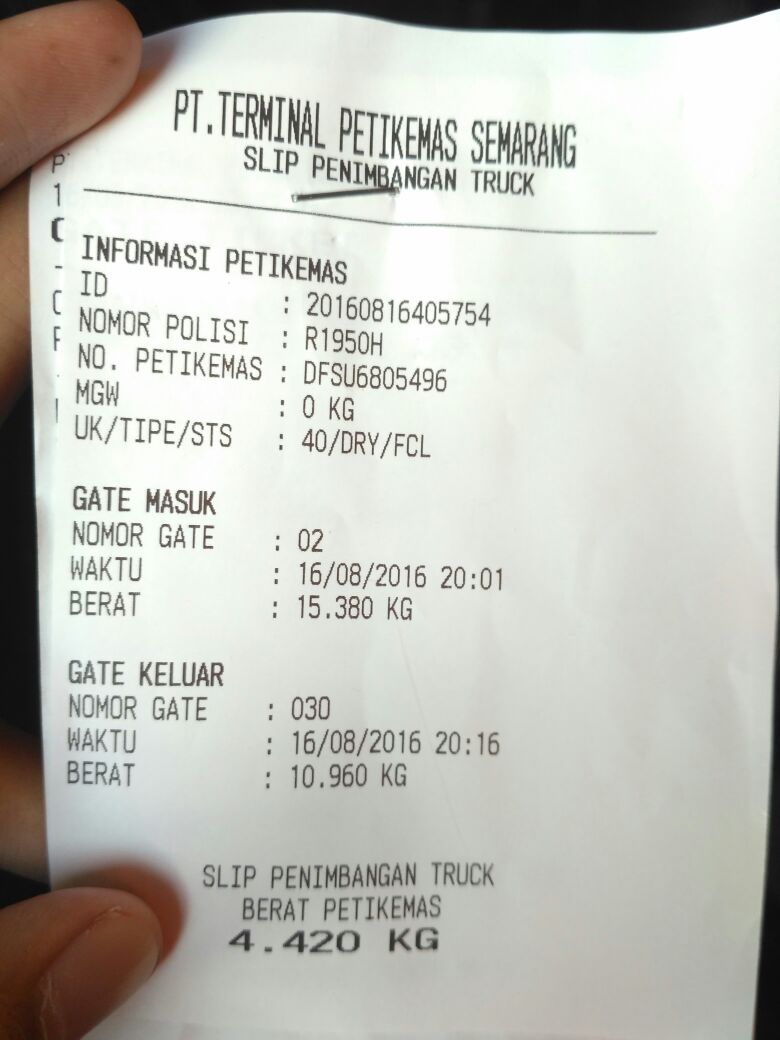 PT.TERMINAL PETIKEMAS SEMARANG
SLIP PENIMBANGAN TRUCK
INFORMASI PETIKEMAS
ID : 20160816405754
NOMOR POLISI : R1950H
NO. PETIKEMAS : DFSU6805496
MGW : 0 KG
UK/TIPE/STS : 40/DRY/FCL
GATE MASUK
NOMOR GATE : 02
WAKTU : 16/08/2016 20:01
BERAT : 15.380 KG
GATE KELUAR
NOMOR GATE : 030
WAKTU : 16/08/2016 20:16
BERAT : 10.960 KG
SLIP PENIMBANGAN TRUCK
BERAT PETIKEMAS
4.420 KG